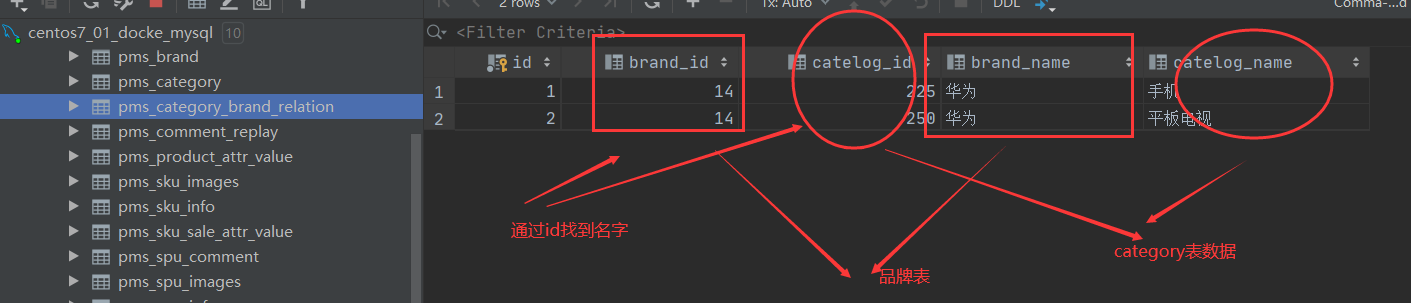 2 rows
Tx: Auto
DDL
Comma-...d
centos7_01_docke_mysql 10
<Filter Criteria>
pms_brand
pms_category
pms_category_brand_relation
pms_comment_replay
pms_product_attr_value
pms_sku_images
pms_sku_info
pms_sku_sale_attr_value
pms_spu_comment
pms_spu_images
id brand_id catelog_id brand_name catelog_name
1 1 14 225 华为 手机
2 2 14 250 华为 平板电视
通过id找到名字
品牌表
category表数据